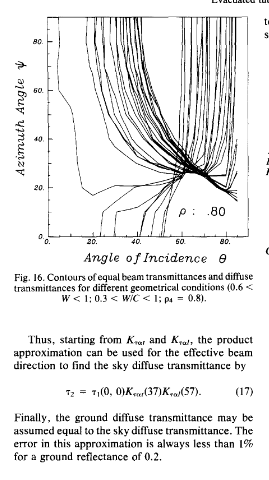 Evacuated tu
Azimuth Angle ψ
80.
60.
40.
20.
0.
ρ : .80
0. 20. 40. 60. 80.
Angle of Incidence θ
Fig. 16. Contours of equal beam transmittances and diffuse
transmittances for different geometrical conditions (0.6 <
W < 1; 0.3 < W/C < 1; ρ₄ = 0.8).
Thus, starting from Kταt and Kταl, the product
approximation can be used for the effective beam
direction to find the sky diffuse transmittance by
τ₂ = τ₁(0, 0)Kταt(37)Kταl(57). (17)
Finally, the ground diffuse transmittance may be
assumed equal to the sky diffuse transmittance. The
error in this approximation is always less than 1%
for a ground reflectance of 0.2.